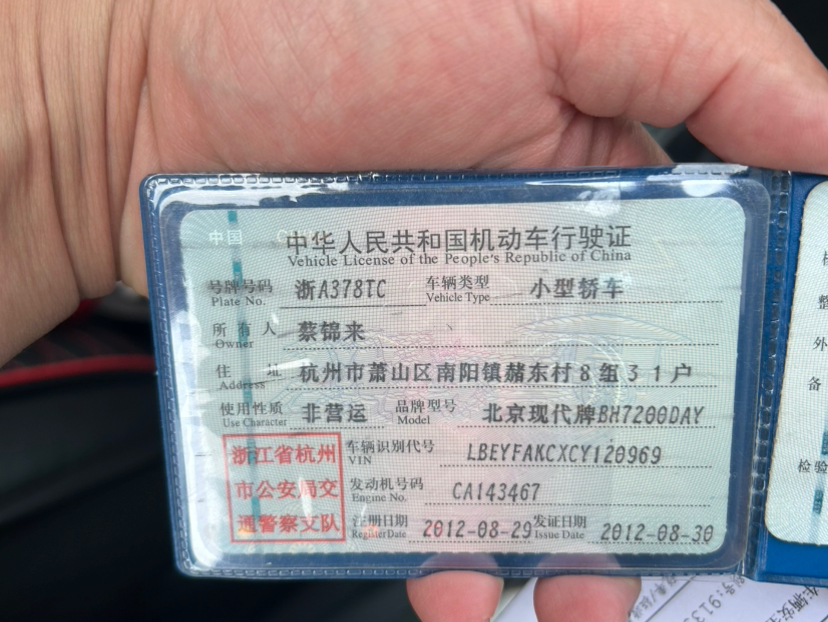 中国
中华人民共和国机动车行驶证
Vehicle License of the People's Republic of China
号牌号码 浙A378TC 车辆类型 小型轿车
Plate No. Vehicle Type
所有人 蔡锦来
Owner
住址 杭州市萧山区南阳镇赭东村8组31户
Address
使用性质 非营运 品牌型号 北京现代牌BH7200DAY
Use Character Model
浙江省杭州 车辆识别代号 LBEYFAKCXCY120969
VIN
市公安局交 发动机号码 CA143467
Engine No.
通警察支队 注册日期 2012-08-29 发证日期 2012-08-30
Register Date Issue Date
整
外
备
检验